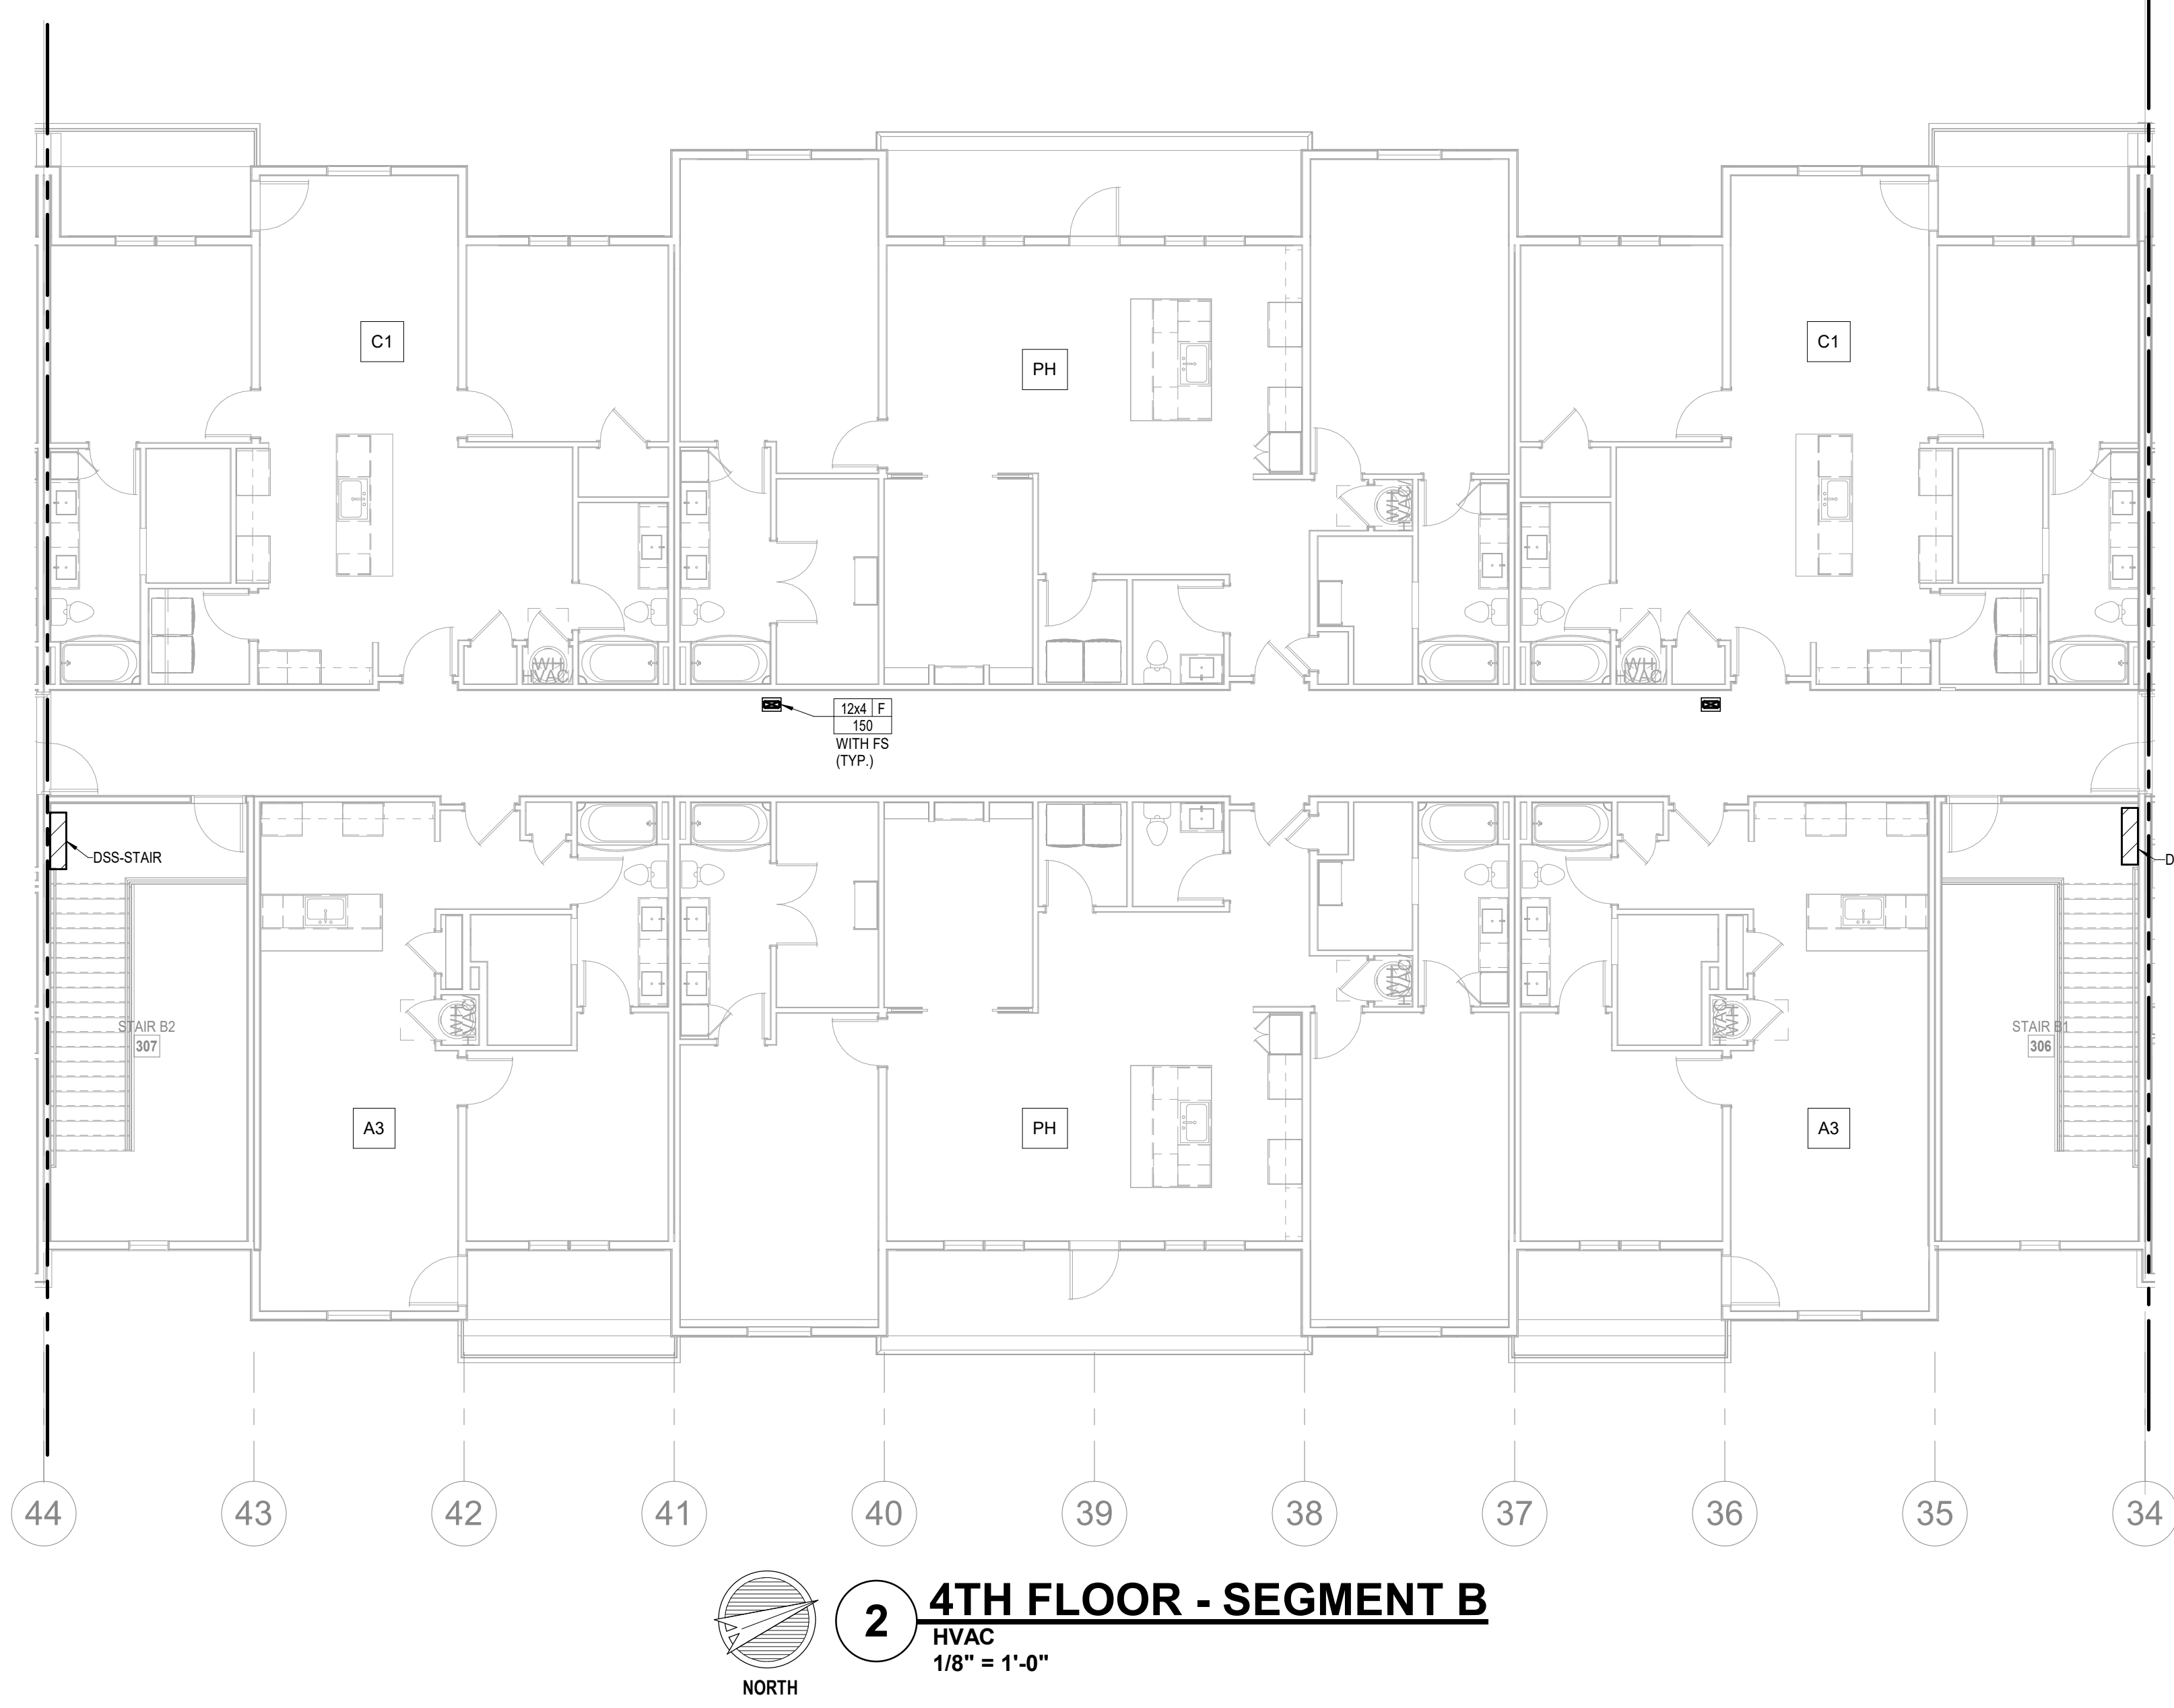 C1
PH
C1
WH/
HVAC
WH/
HVAC
WH/
HVAC
12x4 F
150
WITH FS
(TYP.)
DSS-STAIR
D
WH/
HVAC
WH/
HVAC
WH/
HVAC
STAIR B2
307
STAIR B1
306
A3
PH
A3
44 43 42 41 40 39 38 37 36 35 34
2
4TH FLOOR - SEGMENT B
HVAC
1/8" = 1'-0"
NORTH